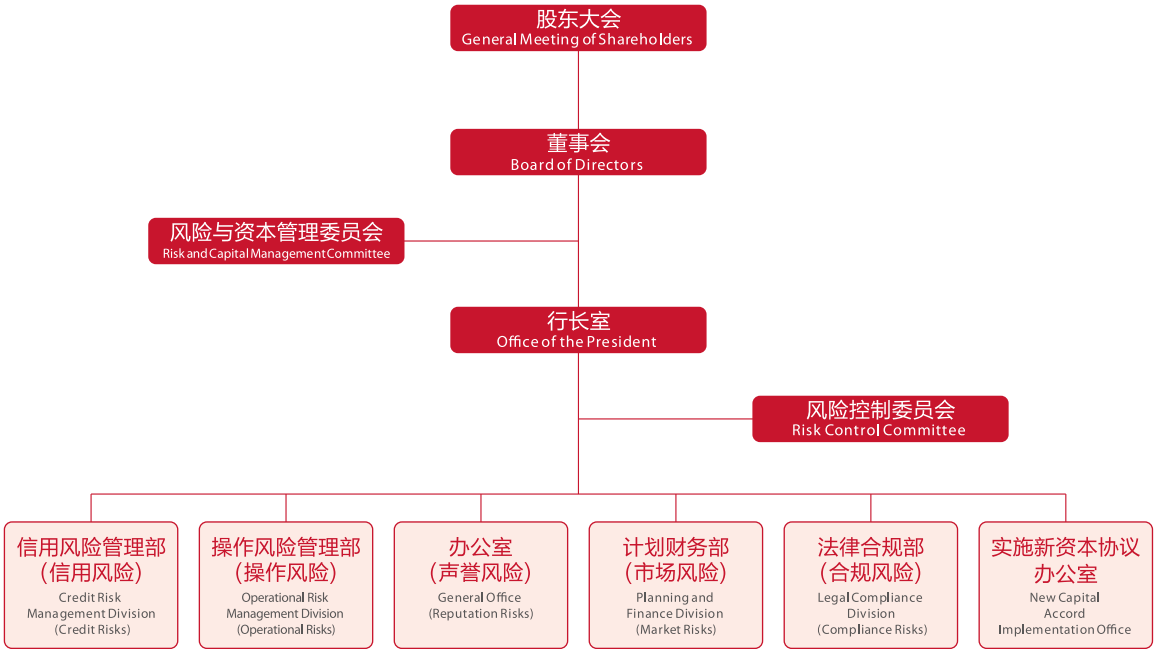 股东大会
General Meeting of Shareholders
董事会
Board of Directors
风险与资本管理委员会
Risk and Capital Management Committee
行长室
Office of the President
风险控制委员会
Risk Control Committee
信用风险管理部
(信用风险)
Credit Risk
Management Division
(Credit Risks)
操作风险管理部
(操作风险)
Operational Risk
Management Division
(Operational Risks)
办公室
(声誉风险)
General Office
(Reputation Risks)
计划财务部
(市场风险)
Planning and
Finance Division
(Market Risks)
法律合规部
(合规风险)
Legal Compliance
Division
(Compliance Risks)
实施新资本协议
办公室
New Capital
Accord
Implementation Office